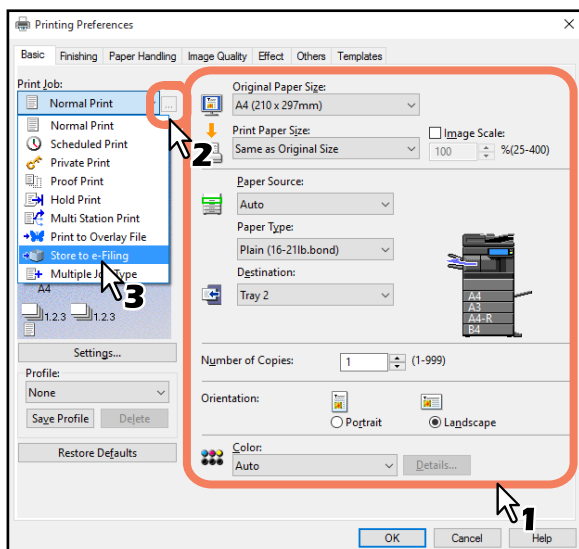 Printing Preferences
Basic Finishing Paper Handling Image Quality Effect Others Templates
Print Job:
Normal Print ...
2
Normal Print
Scheduled Print
Private Print
Proof Print
Hold Print
Multi Station Print
Print to Overlay File
Store to e-Filing
Multiple Job Type
3
A4
1.2.3 1.2.3
Settings...
Profile:
None
Save Profile Delete
Restore Defaults
Original Paper Size:
A4 (210 x 297mm)
Print Paper Size:
Same as Original Size
Image Scale:
100 %(25-400)
Paper Source:
Auto
Paper Type:
Plain (16-21lb.bond)
Destination:
Tray 2
A4
A3
A4-R
B4
Number of Copies: 1 (1-999)
Orientation:
Portrait Landscape
Color:
Auto Details...
1
OK Cancel Help